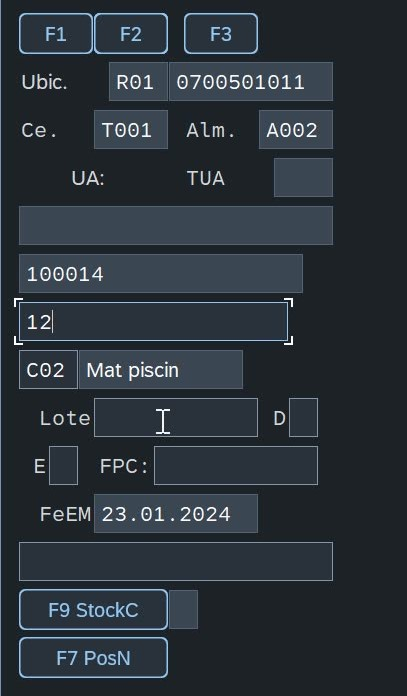 F1 F2 F3
Ubic. R01 0700501011
Ce. T001 Alm. A002
UA: TUA
100014
12
C02 Mat piscin
Lote D
E FPC:
FeEM 23.01.2024
F9 StockC
F7 PosN